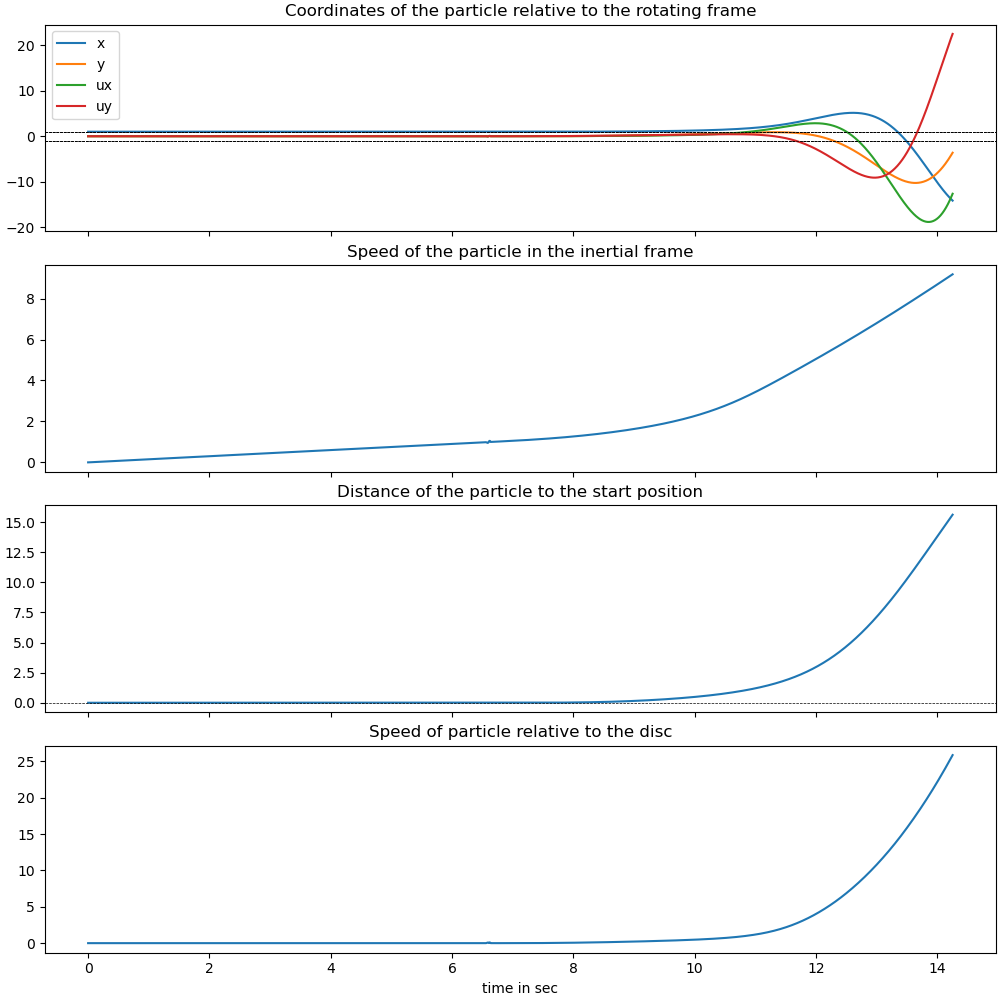 Coordinates of the particle relative to the rotating frame
x
y
ux
uy
20
10
0
−10
−20
Speed of the particle in the inertial frame
8
6
4
2
0
Distance of the particle to the start position
15.0
12.5
10.0
7.5
5.0
2.5
0.0
Speed of particle relative to the disc
25
20
15
10
5
0
0 2 4 6 8 10 12 14
time in sec